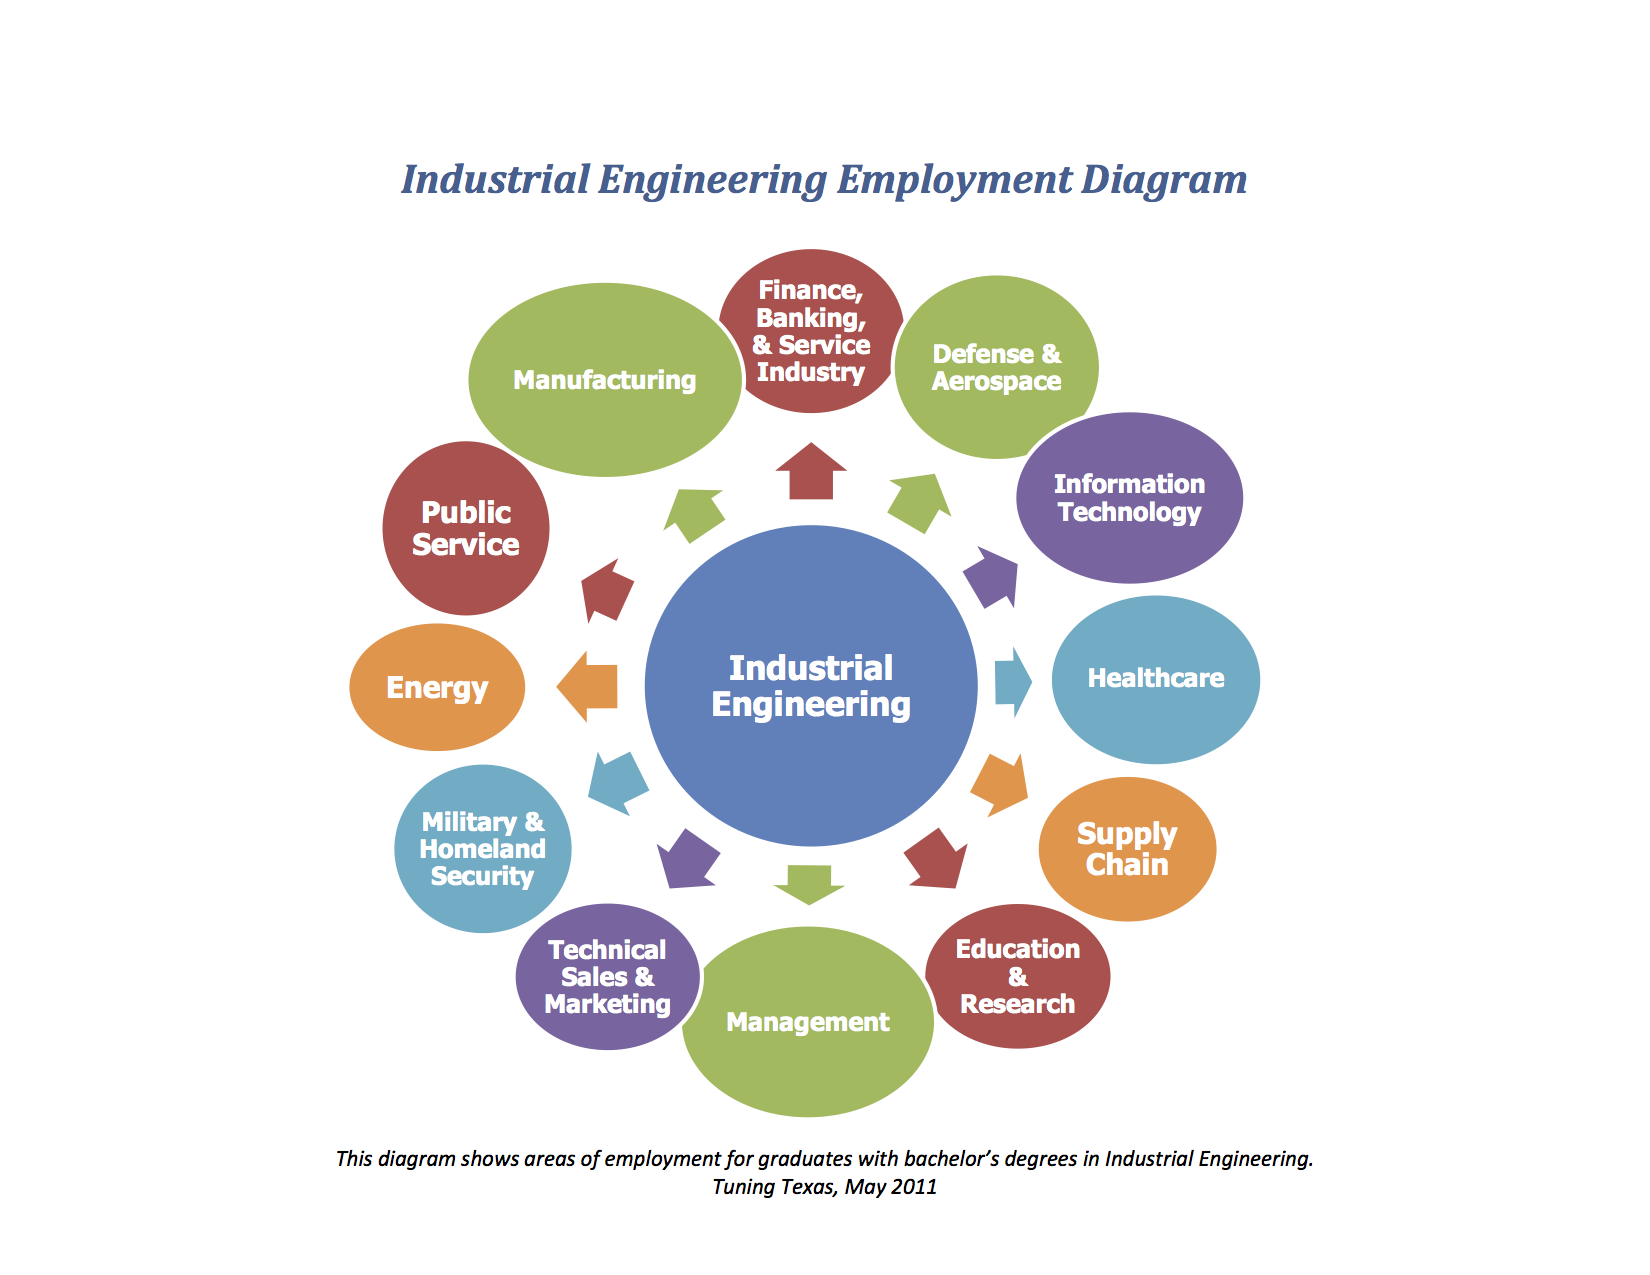 Industrial Engineering Employment Diagram
Finance,
Banking,
& Service
Industry
Defense &
Aerospace
Information
Technology
Healthcare
Supply
Chain
Education
&
Research
Management
Technical
Sales &
Marketing
Military &
Homeland
Security
Energy
Public
Service
Manufacturing
Industrial
Engineering
This diagram shows areas of employment for graduates with bachelor’s degrees in Industrial Engineering.
Tuning Texas, May 2011